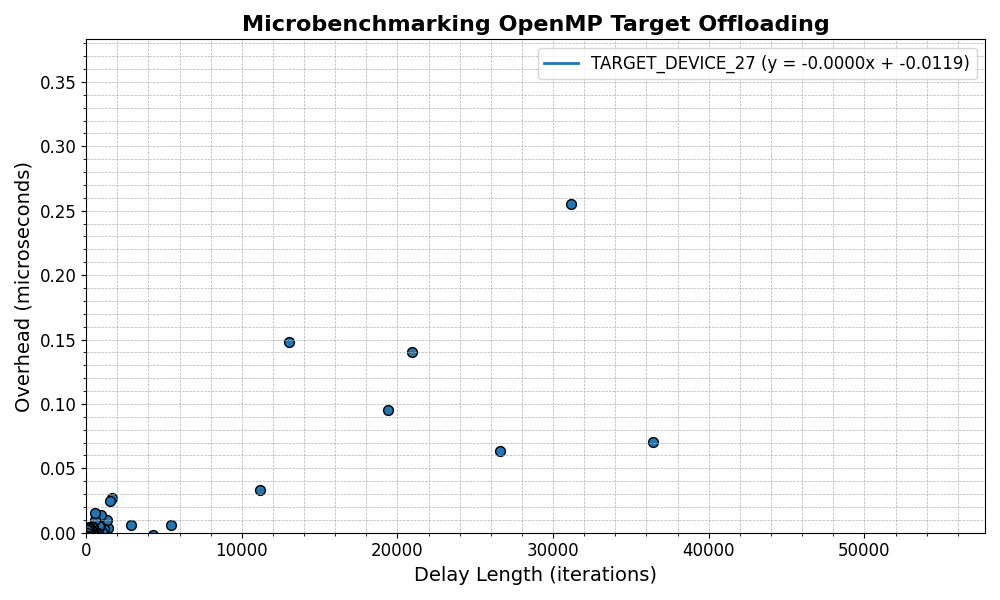 Microbenchmarking OpenMP Target Offloading
TARGET_DEVICE_27 (y = -0.0000x + -0.0119)
Overhead (microseconds)
0.35
0.30
0.25
0.20
0.15
0.10
0.05
0.00
0 10000 20000 30000 40000 50000
Delay Length (iterations)